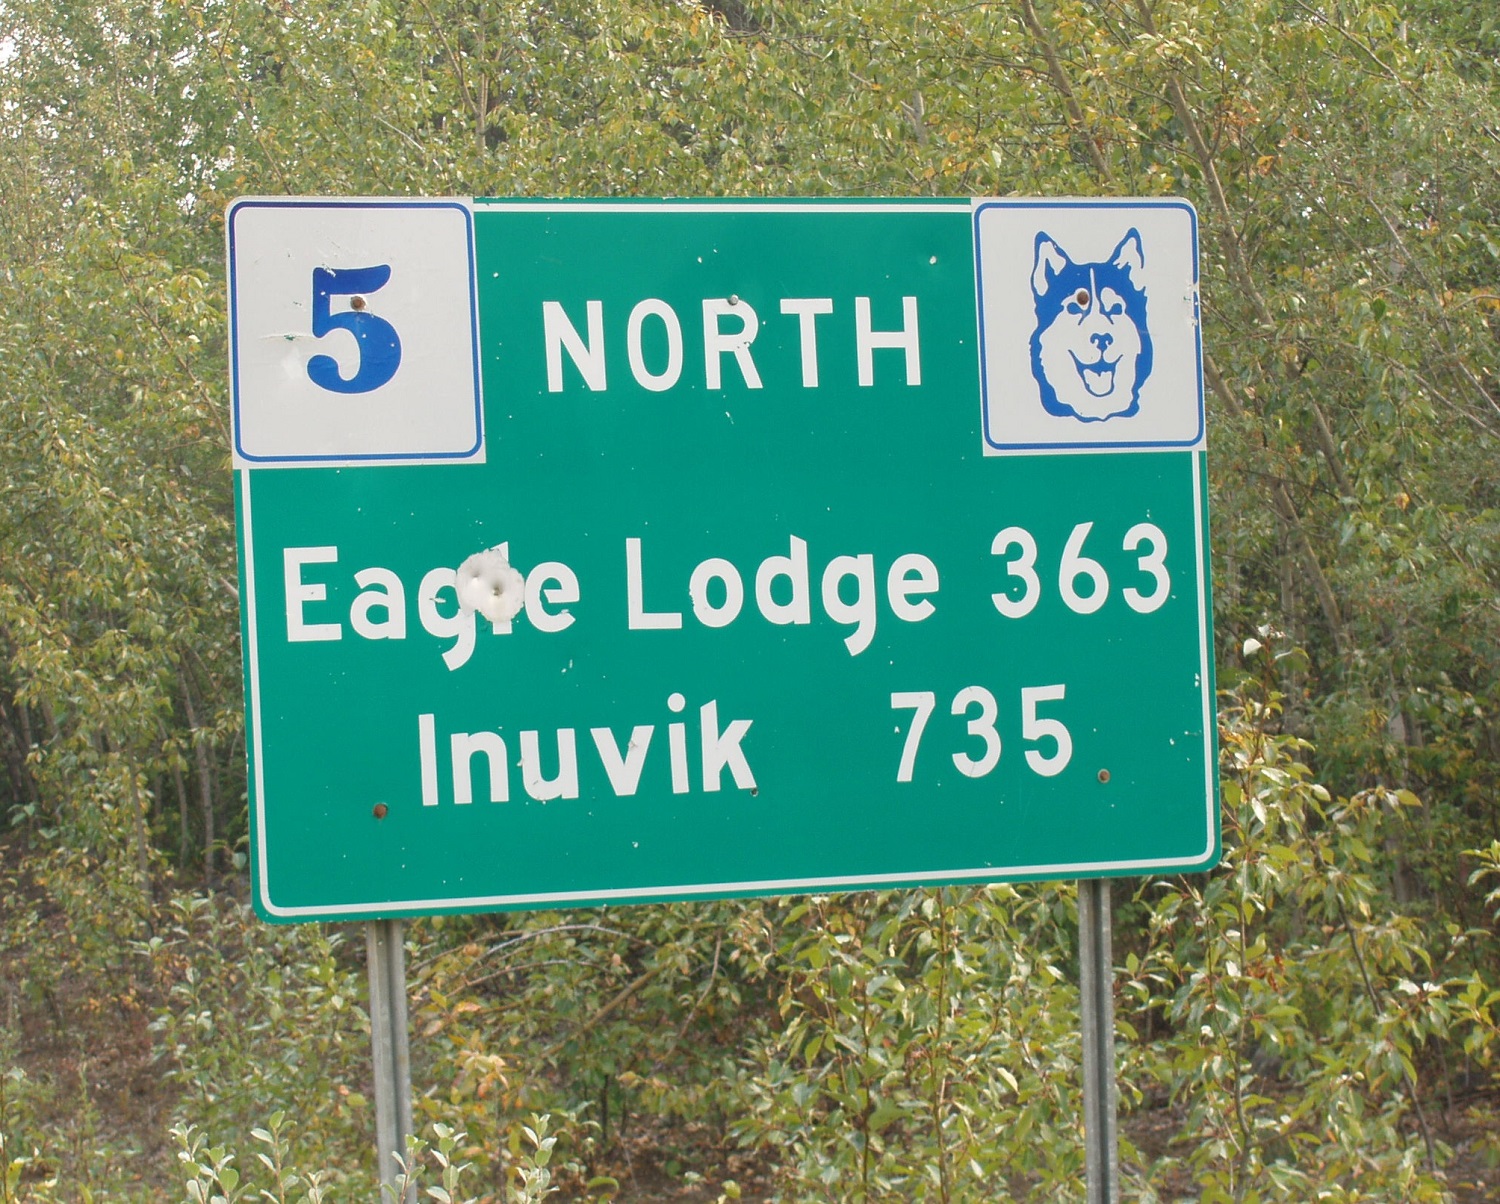 5 NORTH
Eagle Lodge 363
Inuvik 735